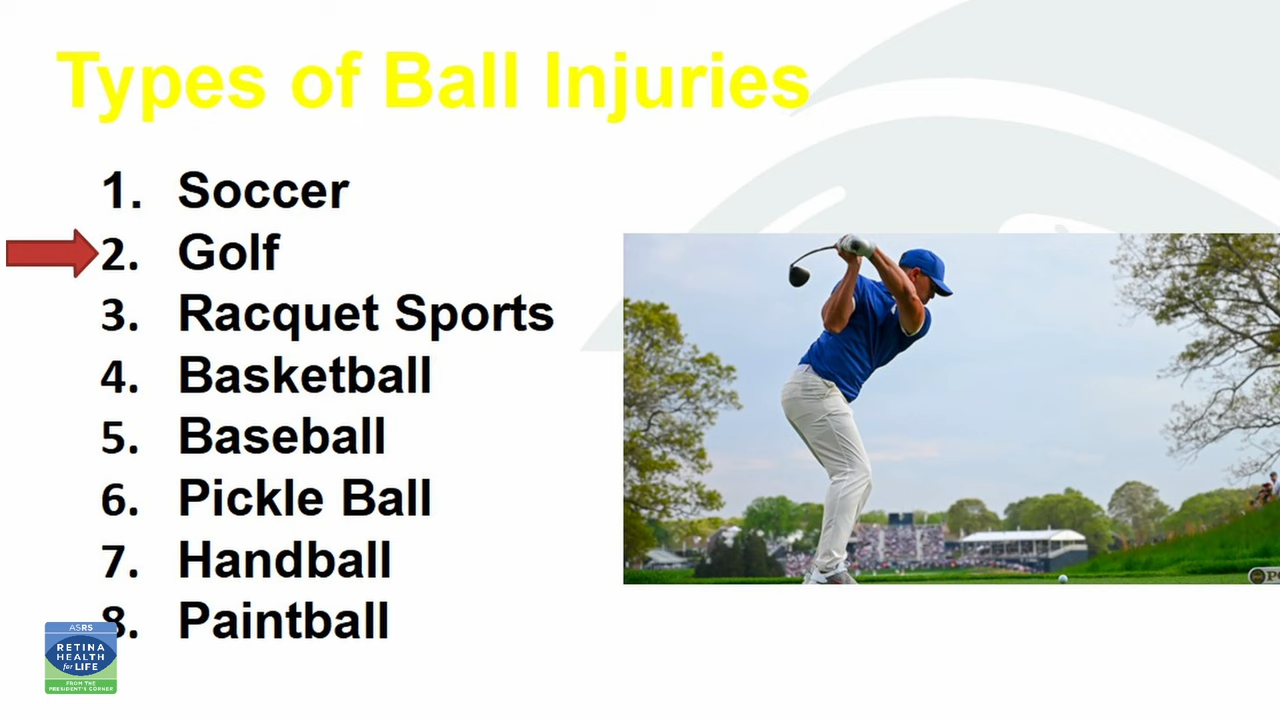 Types of Ball Injuries
1. Soccer
2. Golf
3. Racquet Sports
4. Basketball
5. Baseball
6. Pickle Ball
7. Handball
8. Paintball
ASRS
RETINA
HEALTH
for LIFE
FROM THE
PRESIDENT'S CORNER